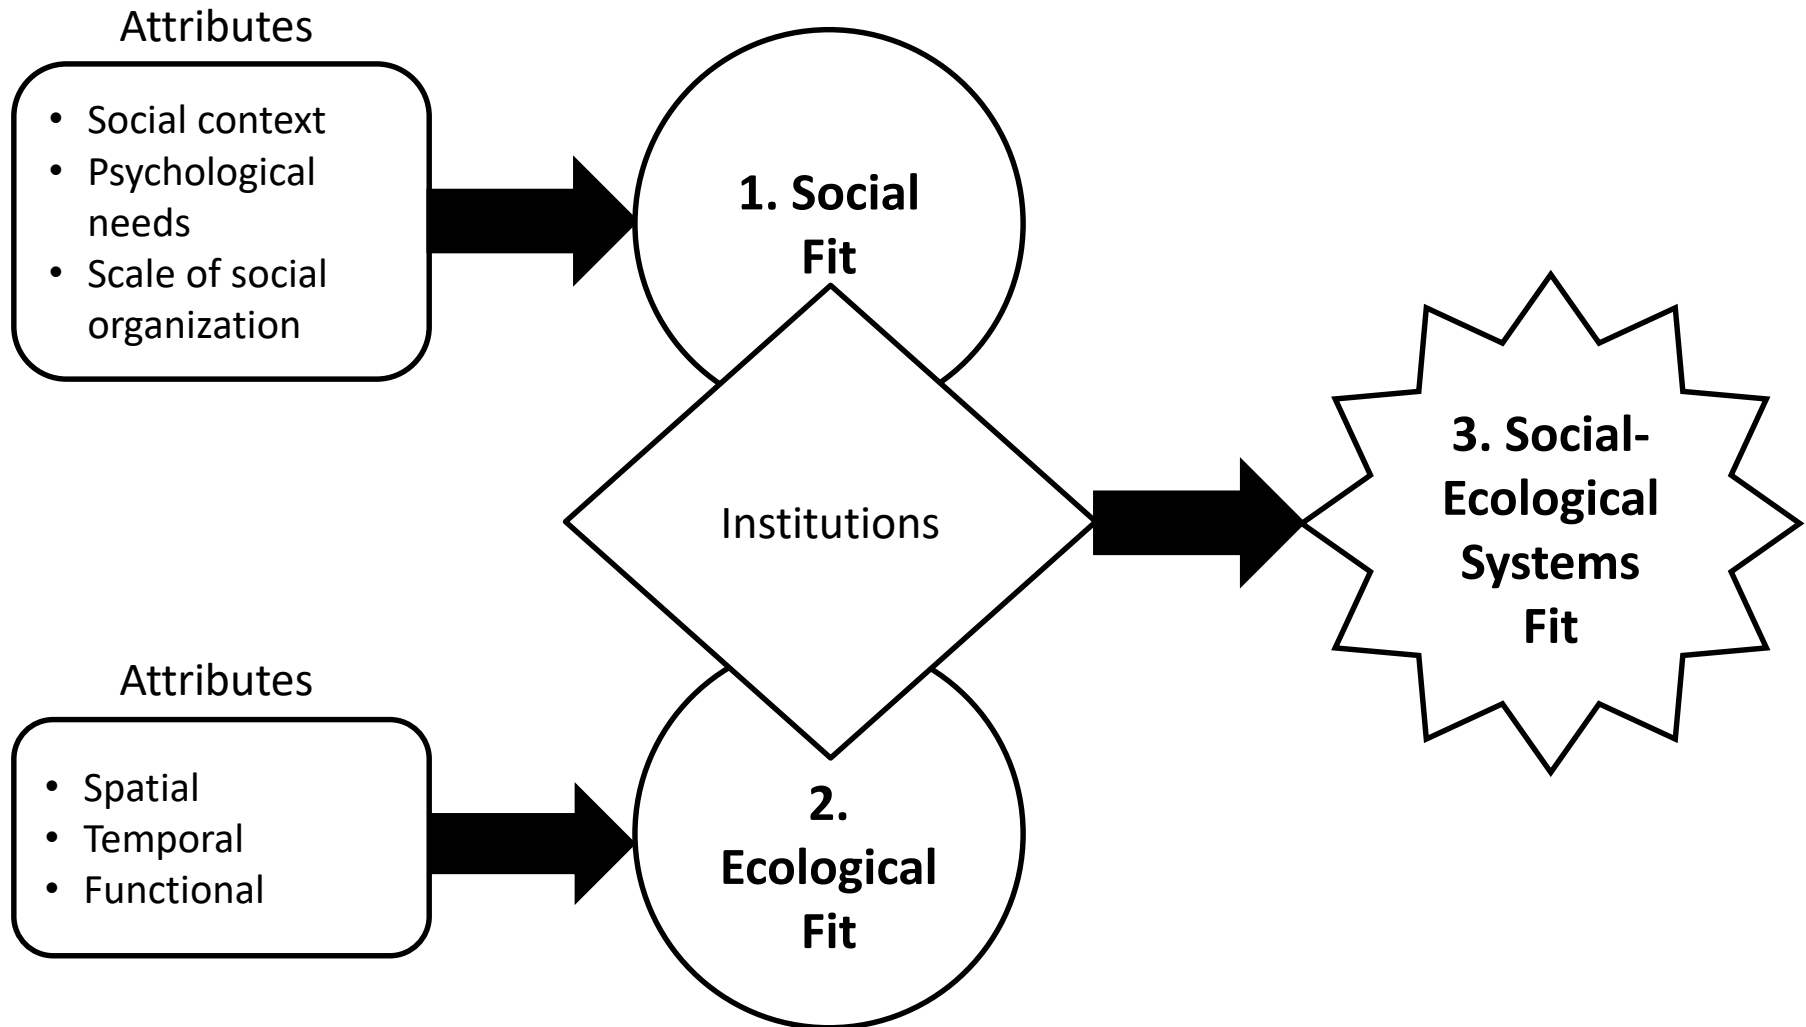 Attributes
• Social context
• Psychological
needs
• Scale of social
organization
1. Social
Fit
Institutions
3. Social-
Ecological
Systems
Fit
Attributes
• Spatial
• Temporal
• Functional
2.
Ecological
Fit